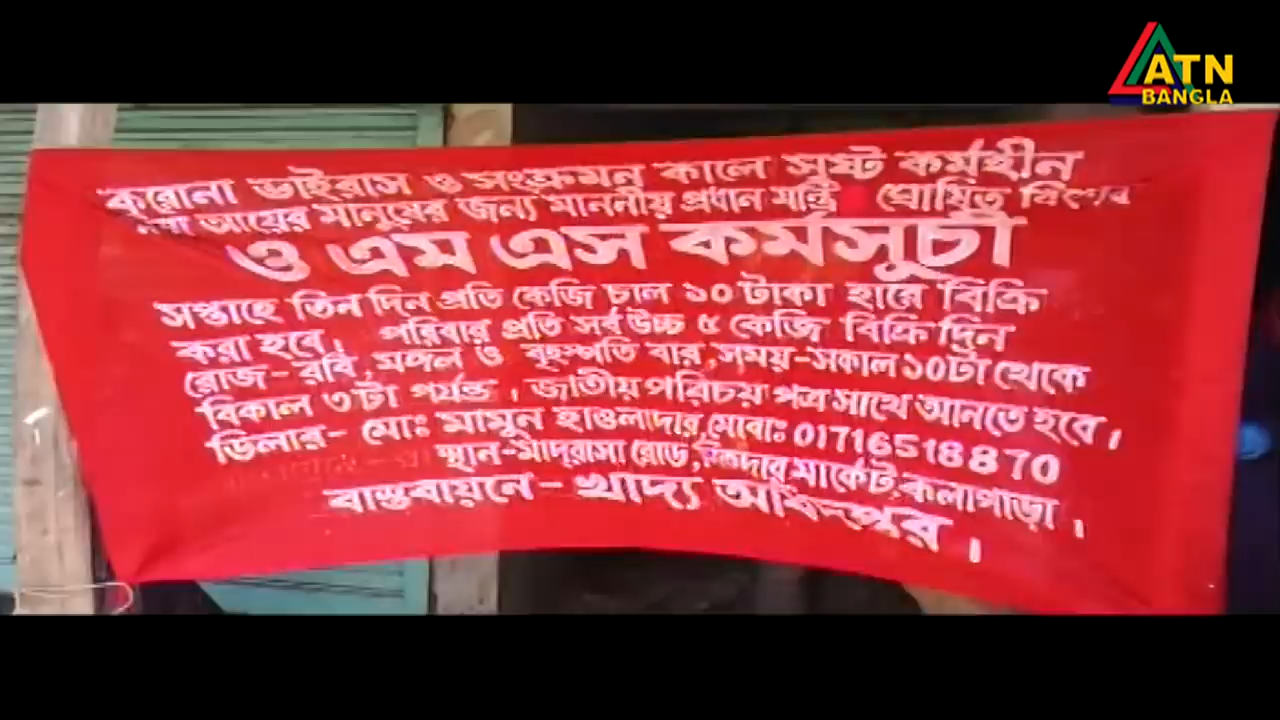 ATN
BANGLA
করোনা ভাইরাস ও সংক্রমন কালে সৃষ্ট কর্মহীন
আয়ের মানুষের জন্য মাননীয় প্রধান মন্ত্রি ঘোষিত
ও এম এস কর্মসুচী
সপ্তাহে তিন দিন প্রতি কেজি চাল ১০ টাকা হারে বিক্রি
করা হবে। পরিবার প্রতি সর্ব উচ্চ ৫ কেজি বিক্রি দিন
রোজ-রবি, মঙ্গল ও বৃহস্পতি বার, সময়-সকাল ১০টা থেকে
বিকাল ৩টা পর্যন্ত। জাতীয় পরিচয় পত্র সাথে আনতে হবে।
ডিলার- মোঃ মামুন হাওলাদার, মোবাঃ 01716518870
স্থান-মাদ্রাসা রোড, মার্কেট, কলাপাড়া।
বাস্তবায়নে- খাদ্য অধিদপ্তর।